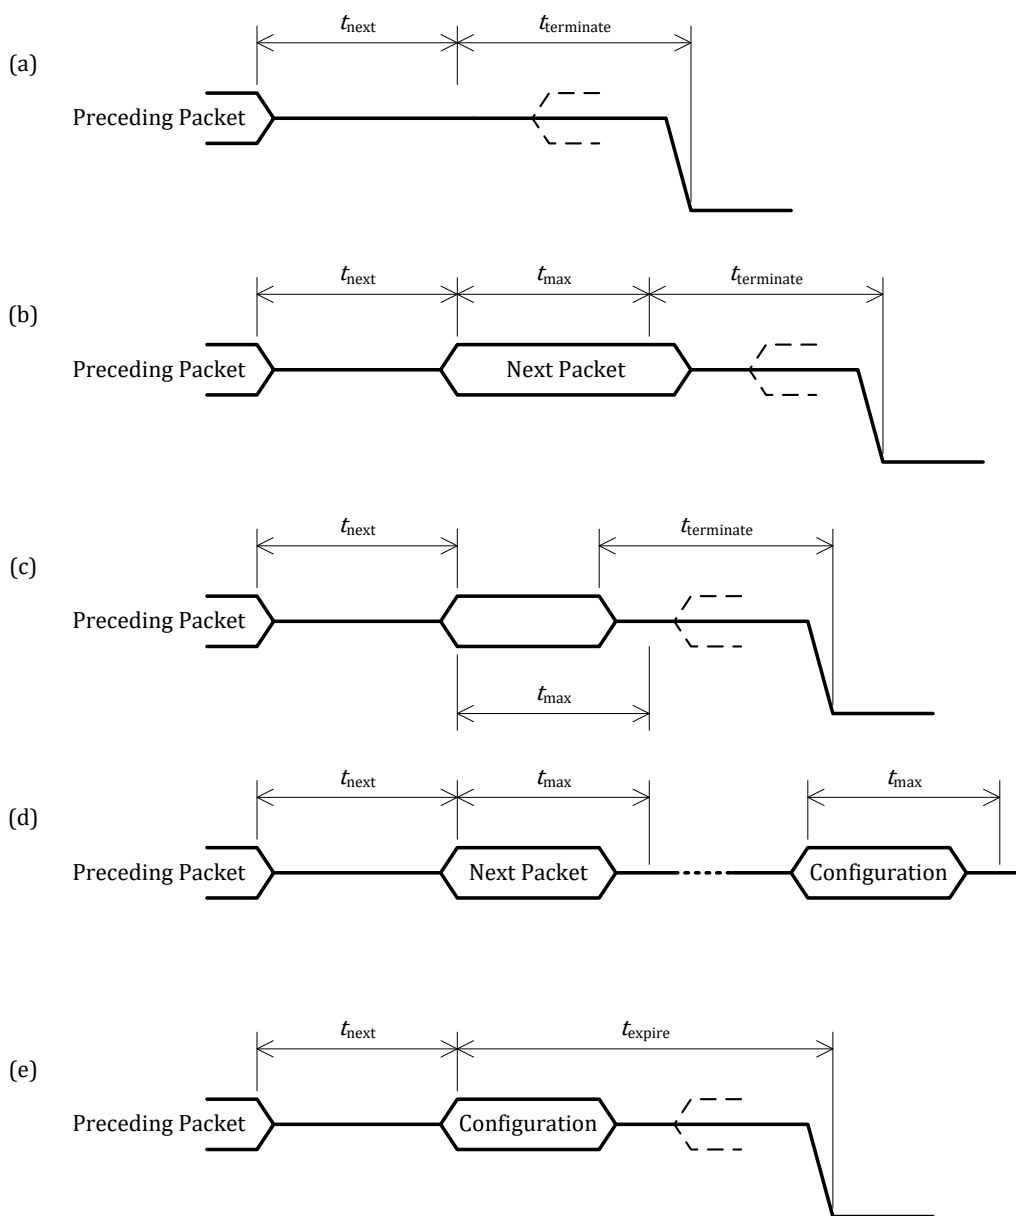 t_next t_terminate
(a)
Preceding Packet
t_next t_max t_terminate
(b)
Preceding Packet Next Packet
t_next t_terminate
(c)
Preceding Packet
t_max
t_next t_max t_max
(d)
Preceding Packet Next Packet Configuration
t_next t_expire
(e)
Preceding Packet Configuration